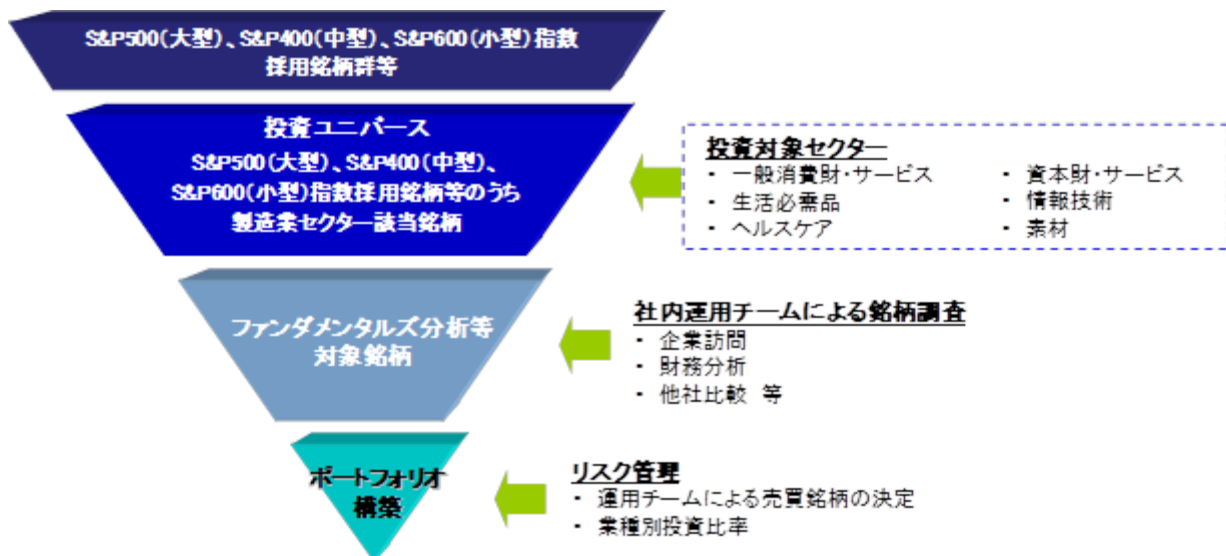 S&P500(大型)、S&P400(中型)、S&P600(小型)指数
採用銘柄群等
投資ユニバース
S&P500(大型)、S&P400(中型)、
S&P600(小型)指数採用銘柄等のうち
製造業セクター該当銘柄
投資対象セクター
・ 一般消費財・サービス
・ 生活必需品
・ ヘルスケア
・ 資本財・サービス
・ 情報技術
・ 素材
ファンダメンタルズ分析等
対象銘柄
社内運用チームによる銘柄調査
・ 企業訪問
・ 財務分析
・ 他社比較 等
ポートフォリオ
構築
リスク管理
・ 運用チームによる売買銘柄の決定
・ 業種別投資比率